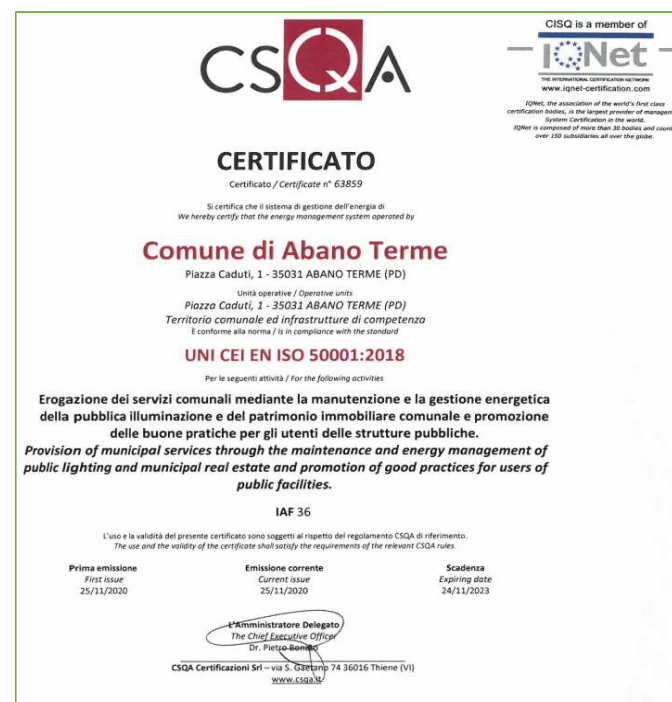 CSQA
CISQ is a member of
IQNet
THE INTERNATIONAL CERTIFICATION NETWORK
www.iqnet-certification.com
IQNet, the association of the world's first class
certification bodies, is the largest provider of managem
System Certification in the world.
IQNet is composed of more than 30 bodies and count
over 150 subsidiaries all over the globe.
CERTIFICATO
Certificato / Certificate n° 63859
Si certifica che il sistema di gestione dell'energia di
We hereby certify that the energy management system operated by
Comune di Abano Terme
Piazza Caduti, 1 - 35031 ABANO TERME (PD)
Unità operative / Operative units
Piazza Caduti, 1 - 35031 ABANO TERME (PD)
Territorio comunale ed infrastrutture di competenza
È conforme alla norma / Is in compliance with the standard
UNI CEI EN ISO 50001:2018
Per le seguenti attività / For the following activities
Erogazione dei servizi comunali mediante la manutenzione e la gestione energetica
della pubblica illuminazione e del patrimonio immobiliare comunale e promozione
delle buone pratiche per gli utenti delle strutture pubbliche.
Provision of municipal services through the maintenance and energy management of
public lighting and municipal real estate and promotion of good practices for users of
public facilities.
IAF 36
L'uso e la validità del presente certificato sono soggetti al rispetto del regolamento CSQA di riferimento.
The use and the validity of the certificate shall satisfy the requirements of the relevant CSQA rules.
Prima emissione Emissione corrente Scadenza
First issue Current issue Expiring date
25/11/2020 25/11/2020 24/11/2023
L'Amministratore Delegato
The Chief Executive Officer
Dr. Pietro
CSQA Certificazioni Srl – via S. Gaetano 74 36016 Thiene (VI)
www.csqa.it